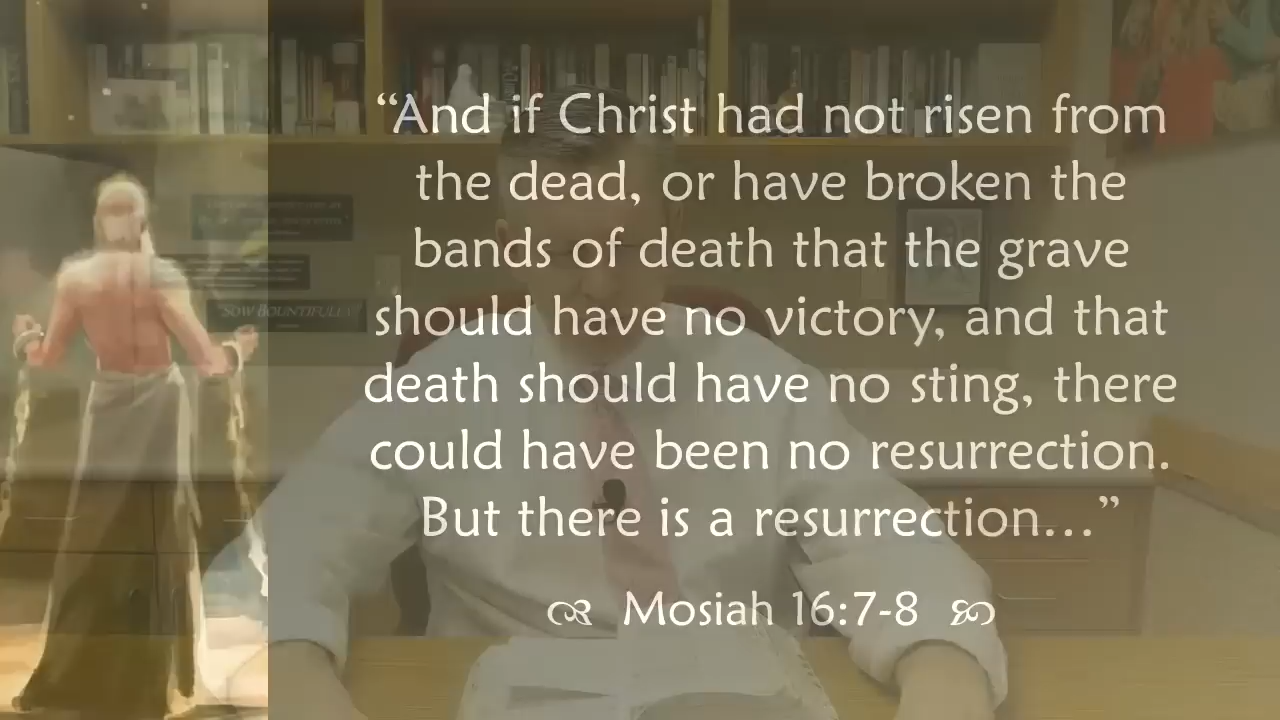 “And if Christ had not risen from
the dead, or have broken the
bands of death that the grave
should have no victory, and that
death should have no sting, there
could have been no resurrection.
But there is a resurrection…”
Mosiah 16:7-8
"SOW BOUNTIFULLY"